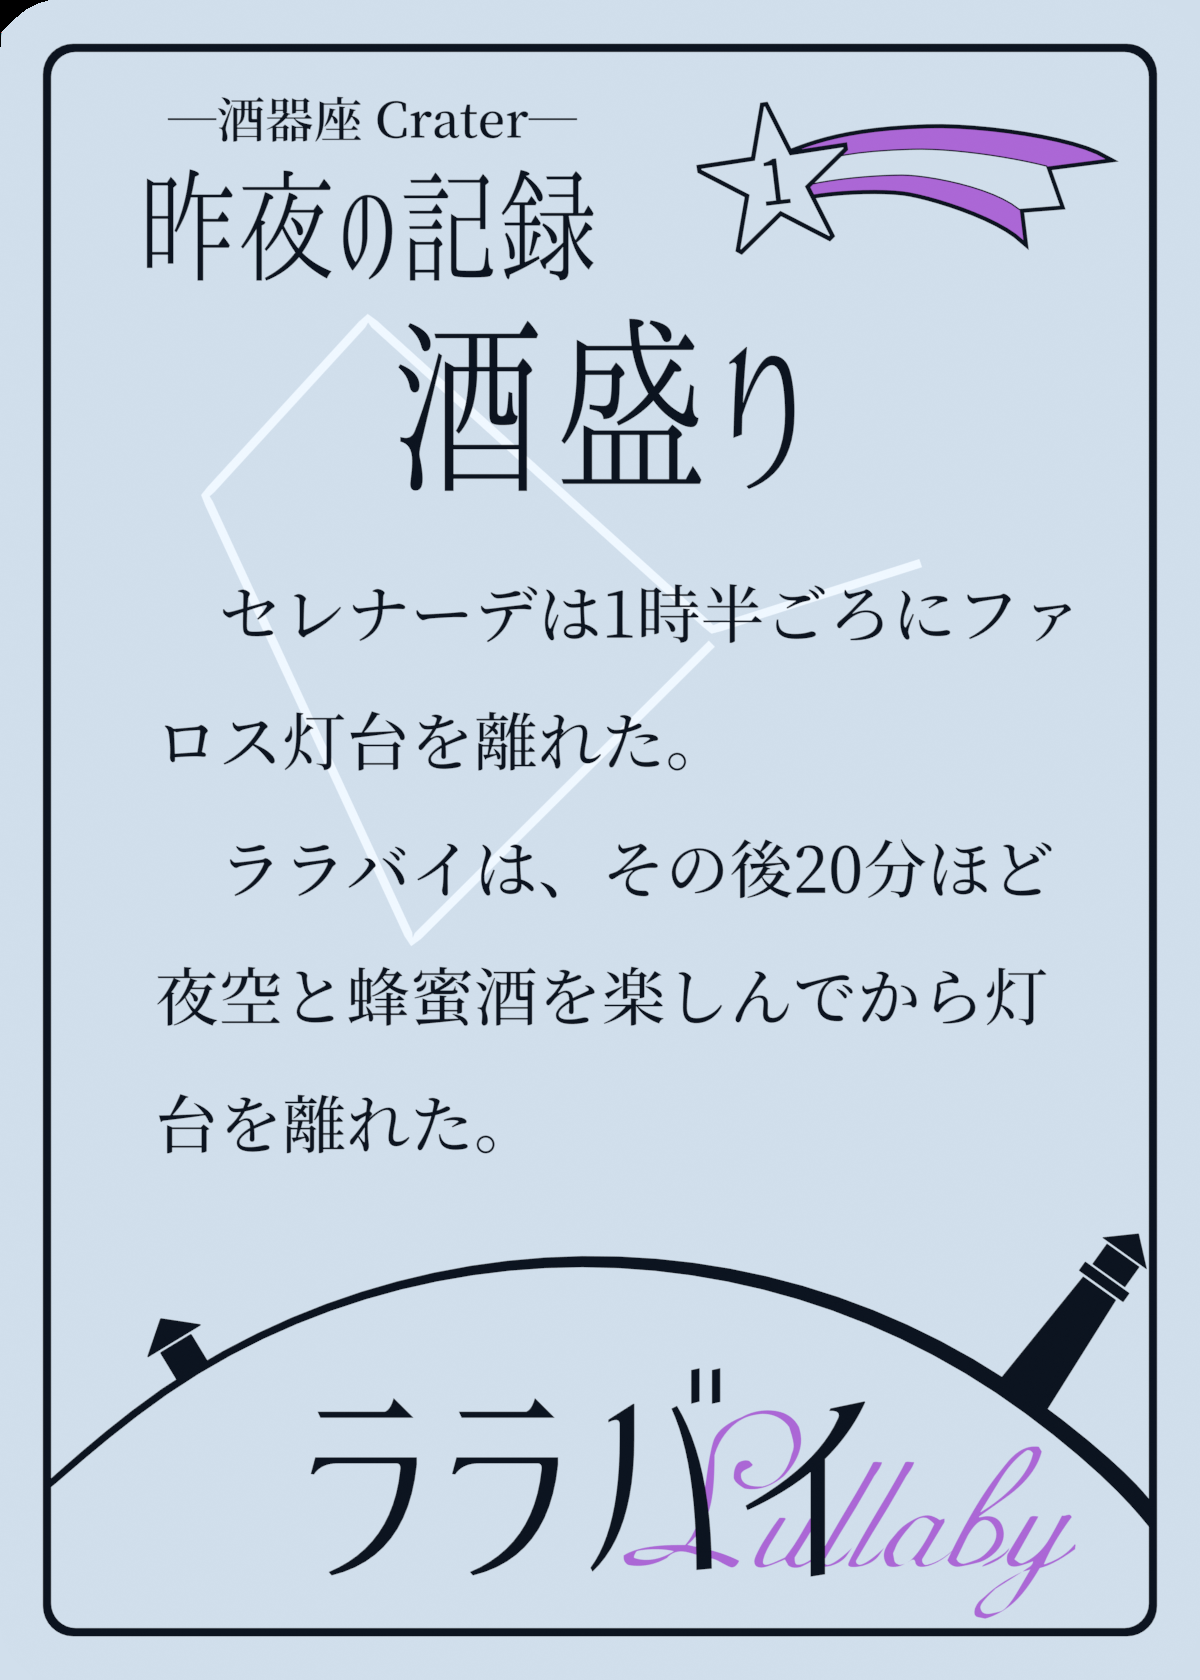 —酒器座 Crater—
昨夜の記録
1
酒盛り
セレナーデは1時半ごろにファ
ロス灯台を離れた。
ララバイは、その後20分ほど
夜空と蜂蜜酒を楽しんでから灯
台を離れた。
ララバイ
Lullaby